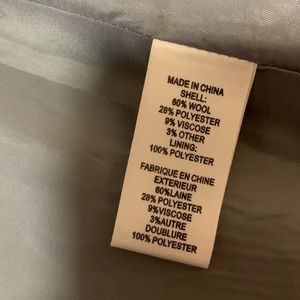 MADE IN CHINA
SHELL:
60% WOOL
28% POLYESTER
9% VISCOSE
3% OTHER
LINING:
100% POLYESTER
FABRIQUE EN CHINE
EXTERIEUR
60%LAINE
28% POLYESTER
9%VISCOSE
3%AUTRE
DOUBLURE
100% POLYESTER